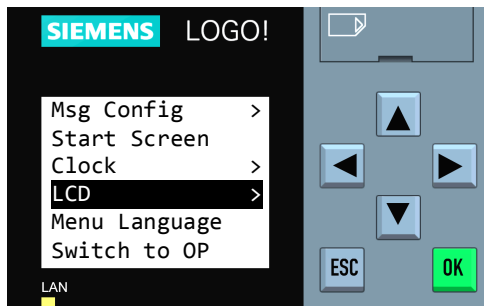 SIEMENS LOGO!
Msg Config >
Start Screen
Clock >
LCD >
Menu Language
Switch to OP
LAN
ESC
OK